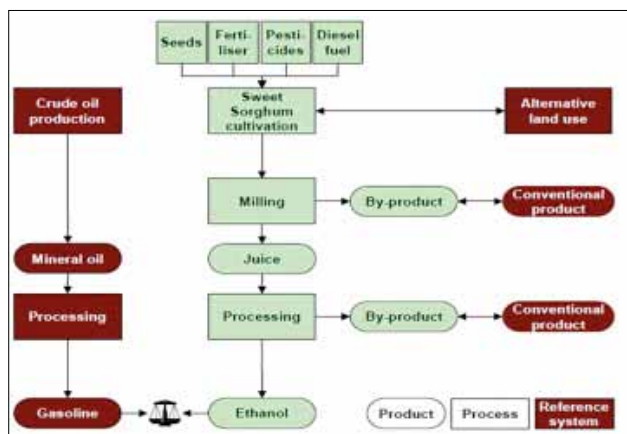 Seeds
Ferti-
liser
Pesti-
cides
Diesel
fuel
Crude oil
production
Sweet
Sorghum
cultivation
Alternative
land use
Milling
By-product
Conventional
product
Mineral oil
Juice
Processing
Processing
By-product
Conventional
product
Gasoline
Ethanol
Product
Process
Reference
system